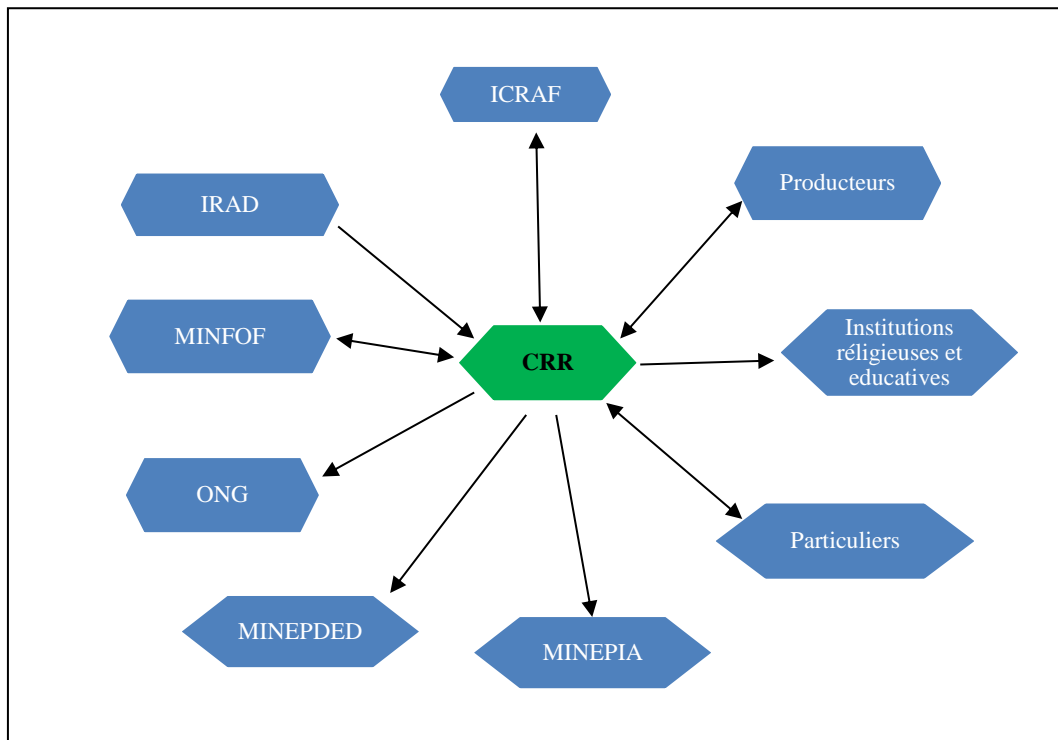 ICRAF
Producteurs
IRAD
MINFOF
Institutions
réligieuses et
educatives
CRR
ONG
Particuliers
MINEPDED
MINEPIA